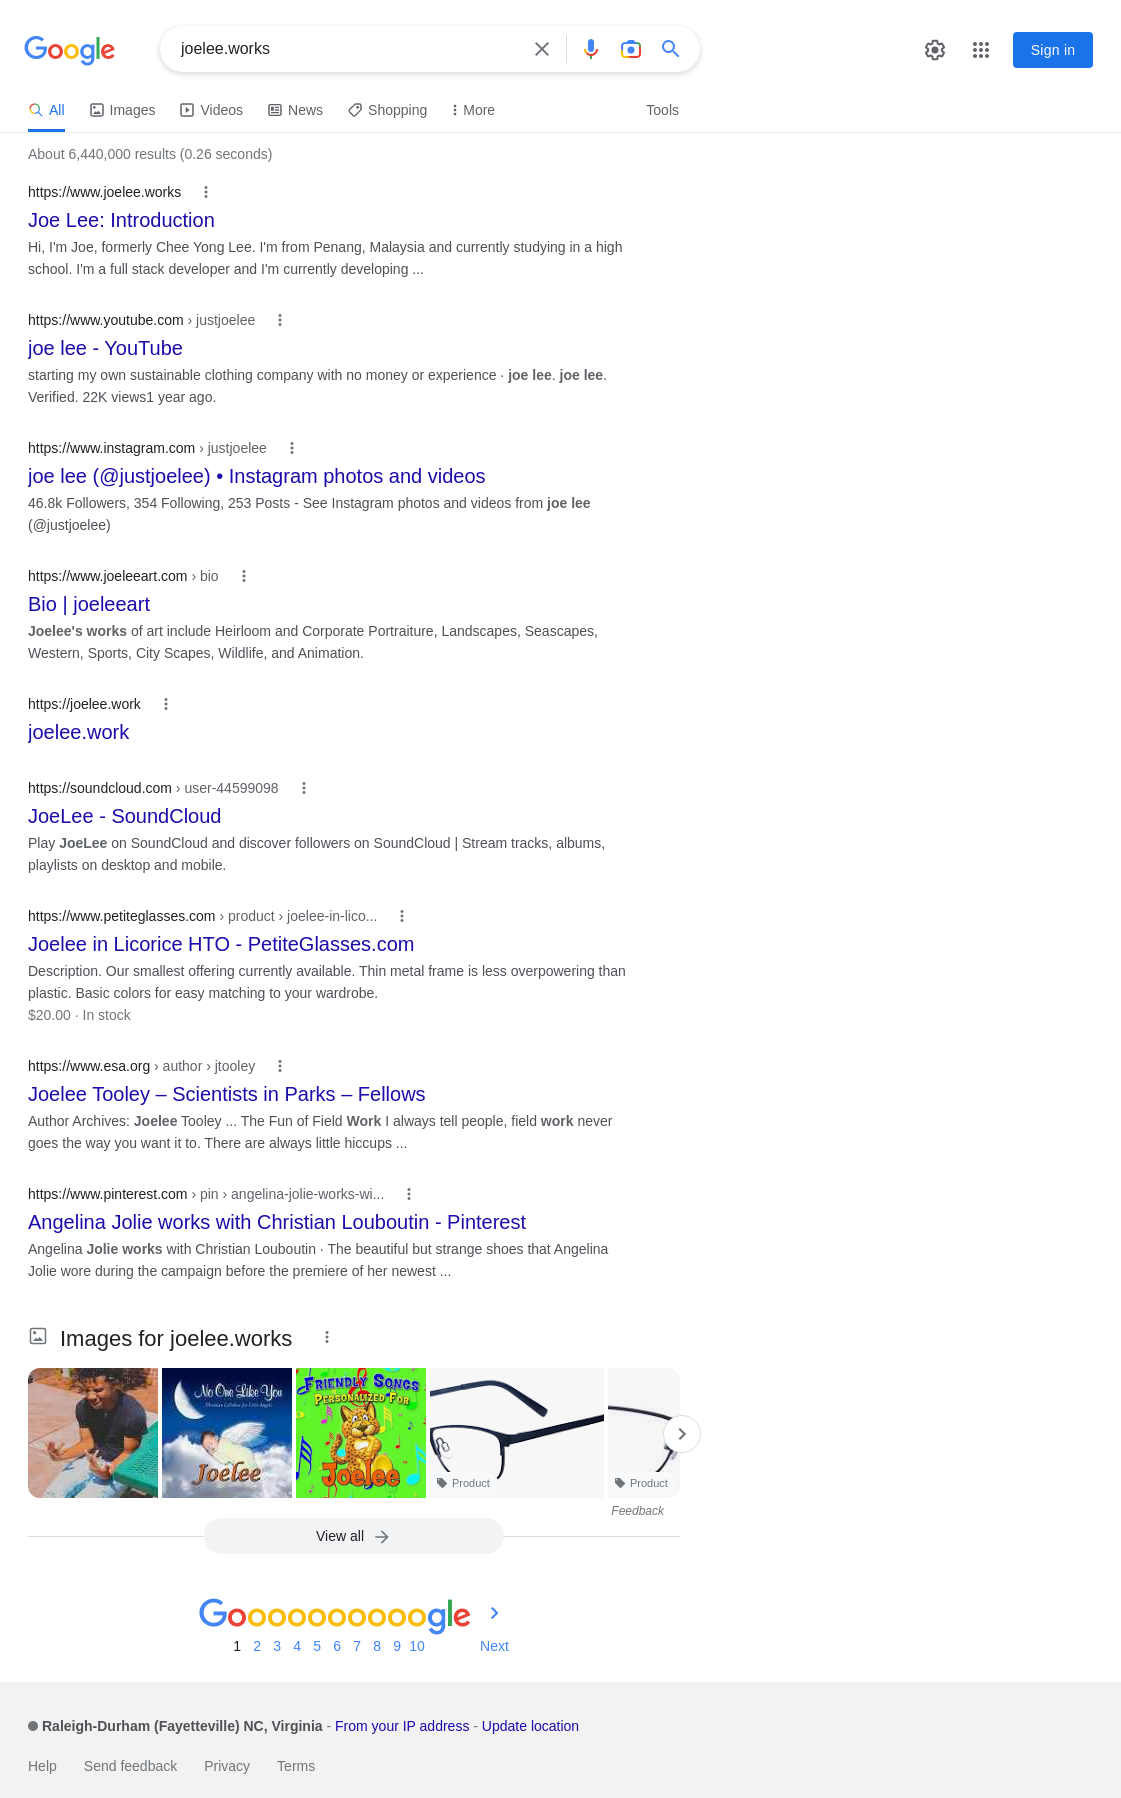 Google
joelee.works
Sign in
All
Images
Videos
News
Shopping
More
Tools
About 6,440,000 results (0.26 seconds)
https://www.joelee.works
Joe Lee: Introduction
Hi, I'm Joe, formerly Chee Yong Lee. I'm from Penang, Malaysia and currently studying in a high
school. I'm a full stack developer and I'm currently developing ...
https://www.youtube.com › justjoelee
joe lee - YouTube
starting my own sustainable clothing company with no money or experience · joe lee. joe lee.
Verified. 22K views1 year ago.
https://www.instagram.com › justjoelee
joe lee (@justjoelee) • Instagram photos and videos
46.8k Followers, 354 Following, 253 Posts - See Instagram photos and videos from joe lee
(@justjoelee)
https://www.joeleeart.com › bio
Bio | joeleeart
Joelee's works of art include Heirloom and Corporate Portraiture, Landscapes, Seascapes,
Western, Sports, City Scapes, Wildlife, and Animation.
https://joelee.work
joelee.work
https://soundcloud.com › user-44599098
JoeLee - SoundCloud
Play JoeLee on SoundCloud and discover followers on SoundCloud | Stream tracks, albums,
playlists on desktop and mobile.
https://www.petiteglasses.com › product › joelee-in-lico...
Joelee in Licorice HTO - PetiteGlasses.com
Description. Our smallest offering currently available. Thin metal frame is less overpowering than
plastic. Basic colors for easy matching to your wardrobe.
$20.00 · In stock
https://www.esa.org › author › jtooley
Joelee Tooley – Scientists in Parks – Fellows
Author Archives: Joelee Tooley ... The Fun of Field Work I always tell people, field work never
goes the way you want it to. There are always little hiccups ...
https://www.pinterest.com › pin › angelina-jolie-works-wi...
Angelina Jolie works with Christian Louboutin - Pinterest
Angelina Jolie works with Christian Louboutin · The beautiful but strange shoes that Angelina
Jolie wore during the campaign before the premiere of her newest ...
Images for joelee.works
No One Like You
Christian Lullabies for Little Angels
Joelee
FRIENDLY SONGS
PERSONALIZED FOR
Joelee
Product
Product
Feedback
View all
Goooooooooogle
1 2 3 4 5 6 7 8 9 10 Next
Raleigh-Durham (Fayetteville) NC, Virginia - From your IP address - Update location
Help Send feedback Privacy Terms